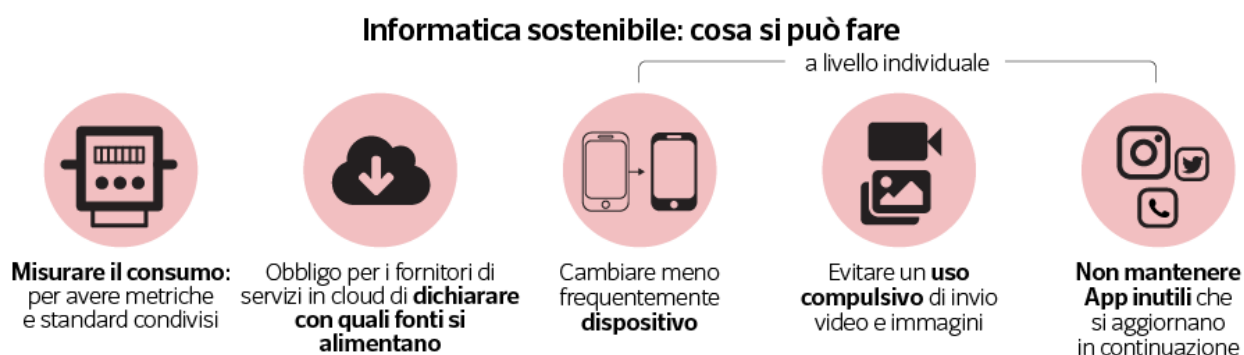 Informatica sostenibile: cosa si può fare
a livello individuale
Misurare il consumo:
per avere metriche
e standard condivisi
Obbligo per i fornitori di
servizi in cloud di dichiarare
con quali fonti si
alimentano
Cambiare meno
frequentemente
dispositivo
Evitare un uso
compulsivo di invio
video e immagini
Non mantenere
App inutili che
si aggiornano
in continuazione